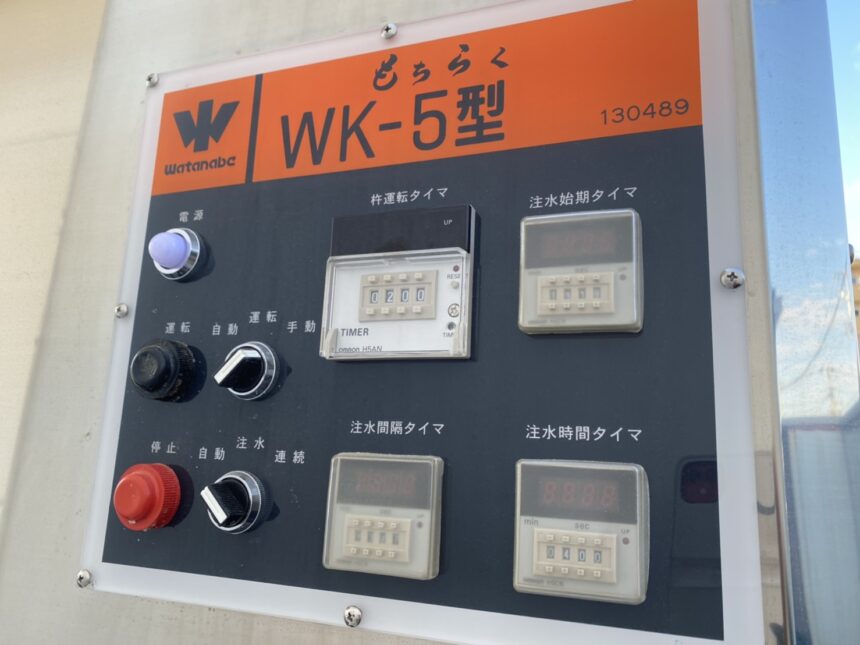 もちらく
Watanabe
WK-5型
130489
電源
杵運転タイマ
注水始期タイマ
UP
RESET
0200
TIMER
omron H5AN
運転
自動
運転
手動
注水間隔タイマ
注水時間タイマ
停止
自動
注水
連続
sec
UP
min
sec
UP
0400